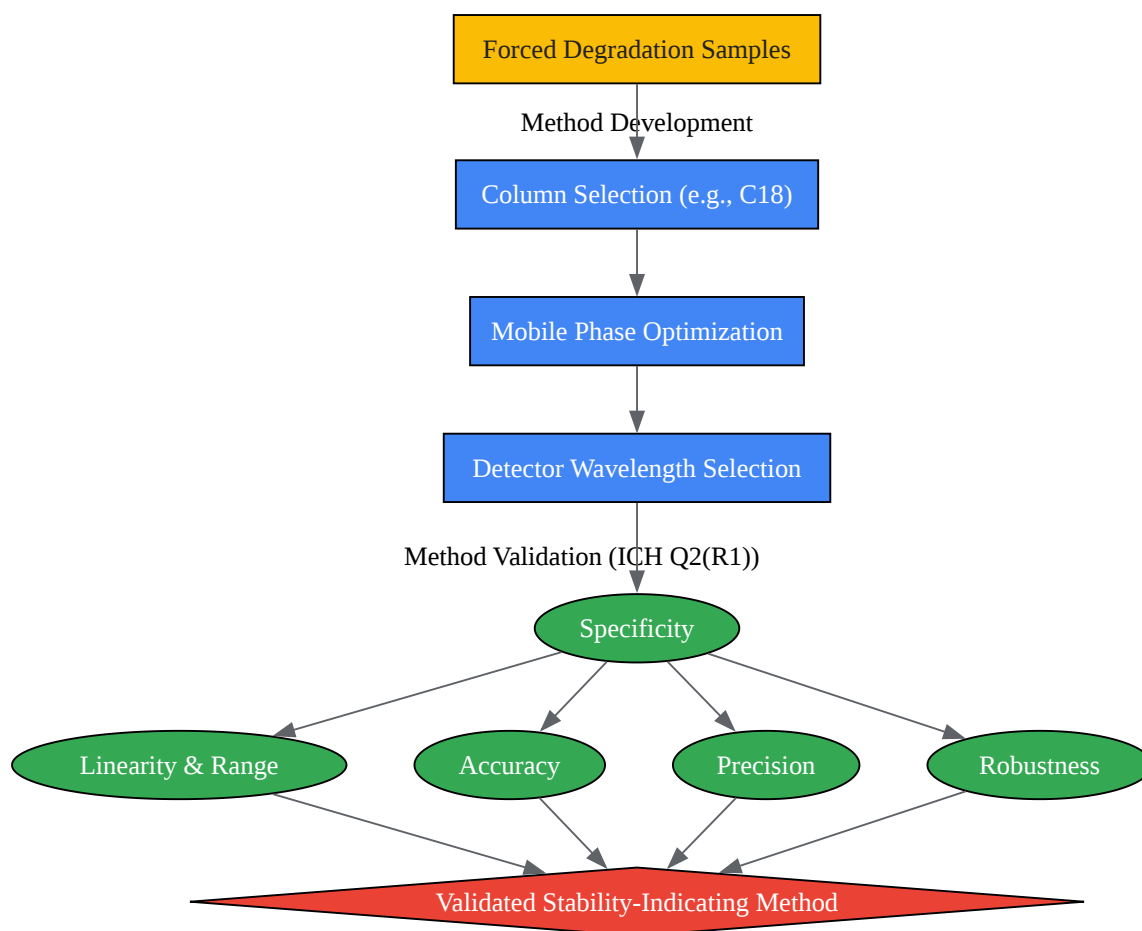 Forced Degradation Samples
Method Development
Column Selection (e.g., C18)
Mobile Phase Optimization
Detector Wavelength Selection
Method Validation (ICH Q2(R1))
Specificity
Linearity & Range
Accuracy
Precision
Robustness
Validated Stability-Indicating Method